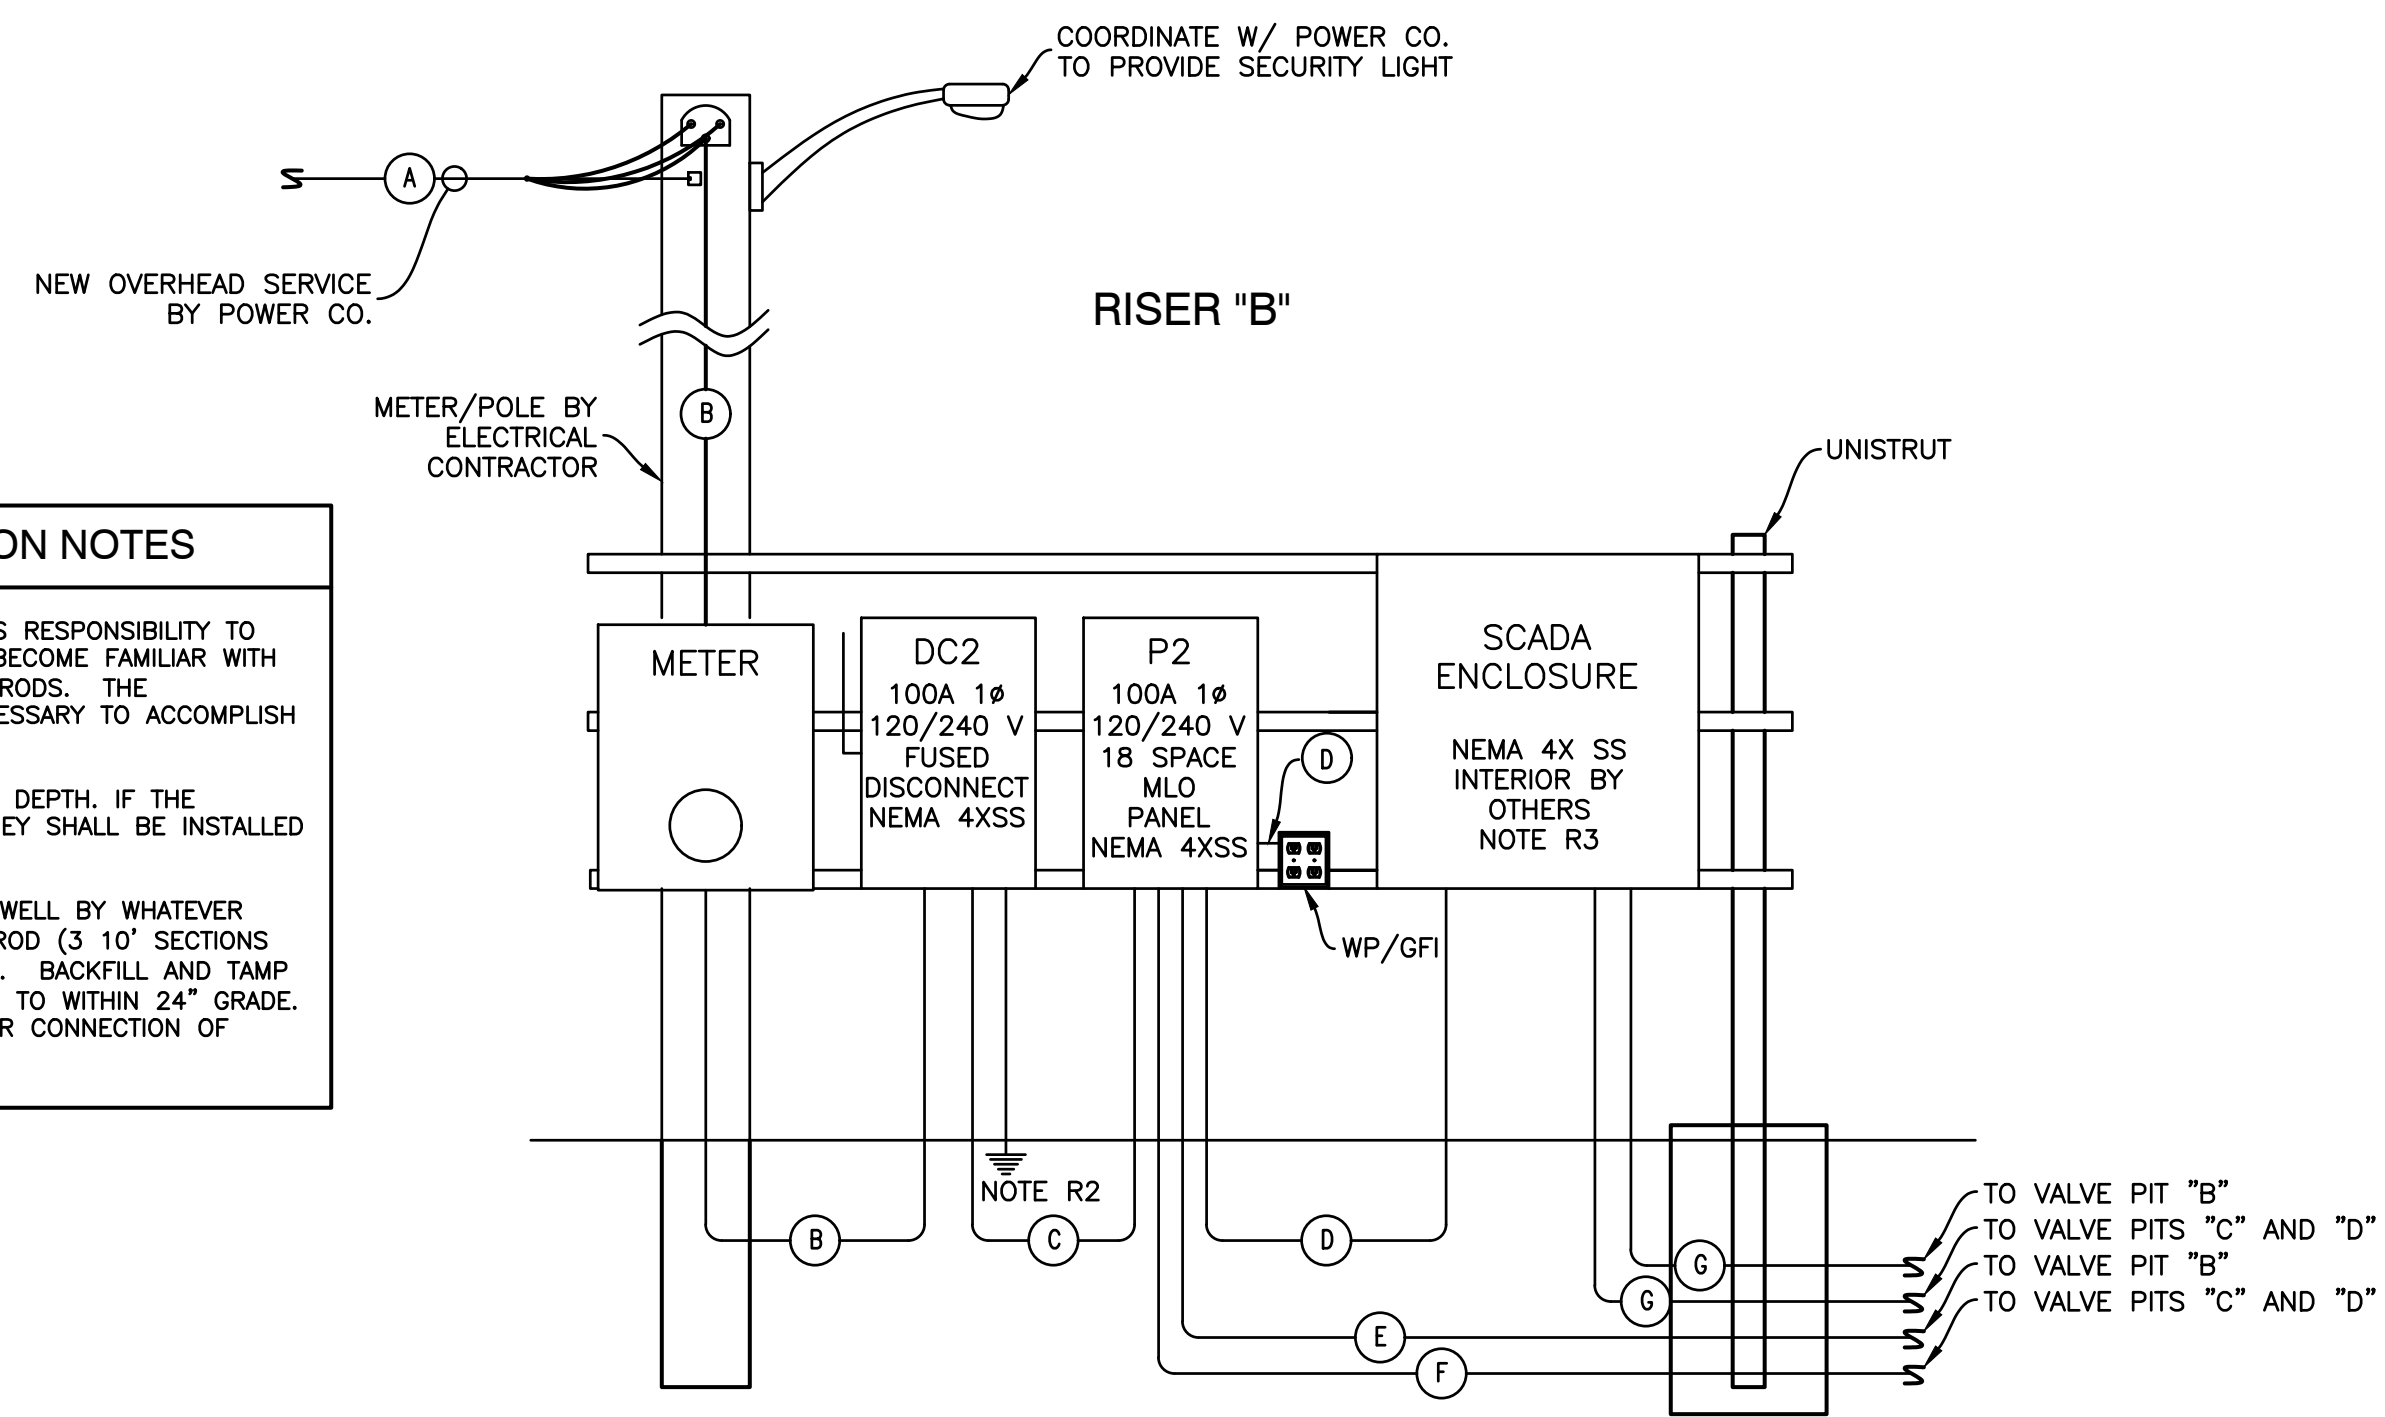 COORDINATE W/ POWER CO.
TO PROVIDE SECURITY LIGHT
A
NEW OVERHEAD SERVICE
BY POWER CO.
RISER "B"
METER/POLE BY
ELECTRICAL
CONTRACTOR
B
UNISTRUT
ON NOTES
S RESPONSIBILITY TO
BECOME FAMILIAR WITH
RODS. THE
ESSARY TO ACCOMPLISH
DEPTH. IF THE
EY SHALL BE INSTALLED
WELL BY WHATEVER
ROD (3 10' SECTIONS
. BACKFILL AND TAMP
TO WITHIN 24" GRADE.
R CONNECTION OF
METER
DC2
100A 1ø
120/240 V
FUSED
DISCONNECT
NEMA 4XSS
P2
100A 1ø
120/240 V
18 SPACE
MLO
PANEL
NEMA 4XSS
D
SCADA
ENCLOSURE
NEMA 4X SS
INTERIOR BY
OTHERS
NOTE R3
WP/GFI
NOTE R2
B
C
D
G
G
E
F
TO VALVE PIT "B"
TO VALVE PITS "C" AND "D"
TO VALVE PIT "B"
TO VALVE PITS "C" AND "D"